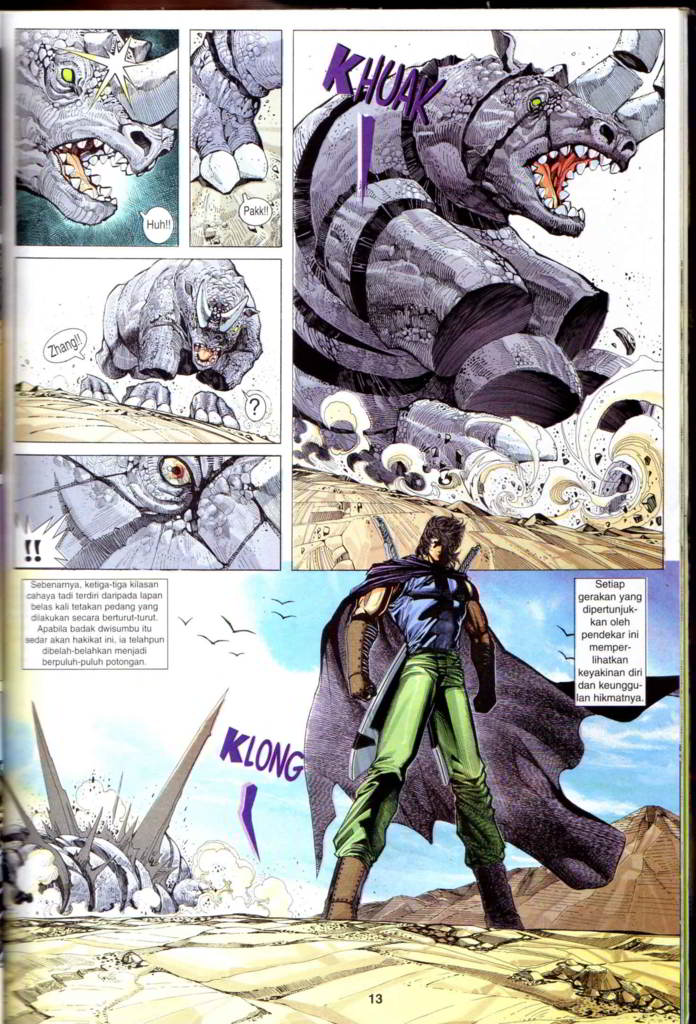 Huh!!
Pakk!!
KHUAK
!
Zhang!!
?
!!
Sebenarnya, ketiga-tiga kilasan
cahaya tadi terdiri daripada lapan
belas kali tetakan pedang yang
dilakukan secara berturut-turut.
Apabila badak dwisumbu itu
sedar akan hakikat ini, ia telahpun
dibelah-belahkan menjadi
berpuluh-puluh potongan.
Setiap
gerakan yang
dipertunjuk-
kan oleh
pendekar ini
memper-
lihatkan
keyakinan diri
dan keunggu-
lan hikmatnya.
KLONG
!
13